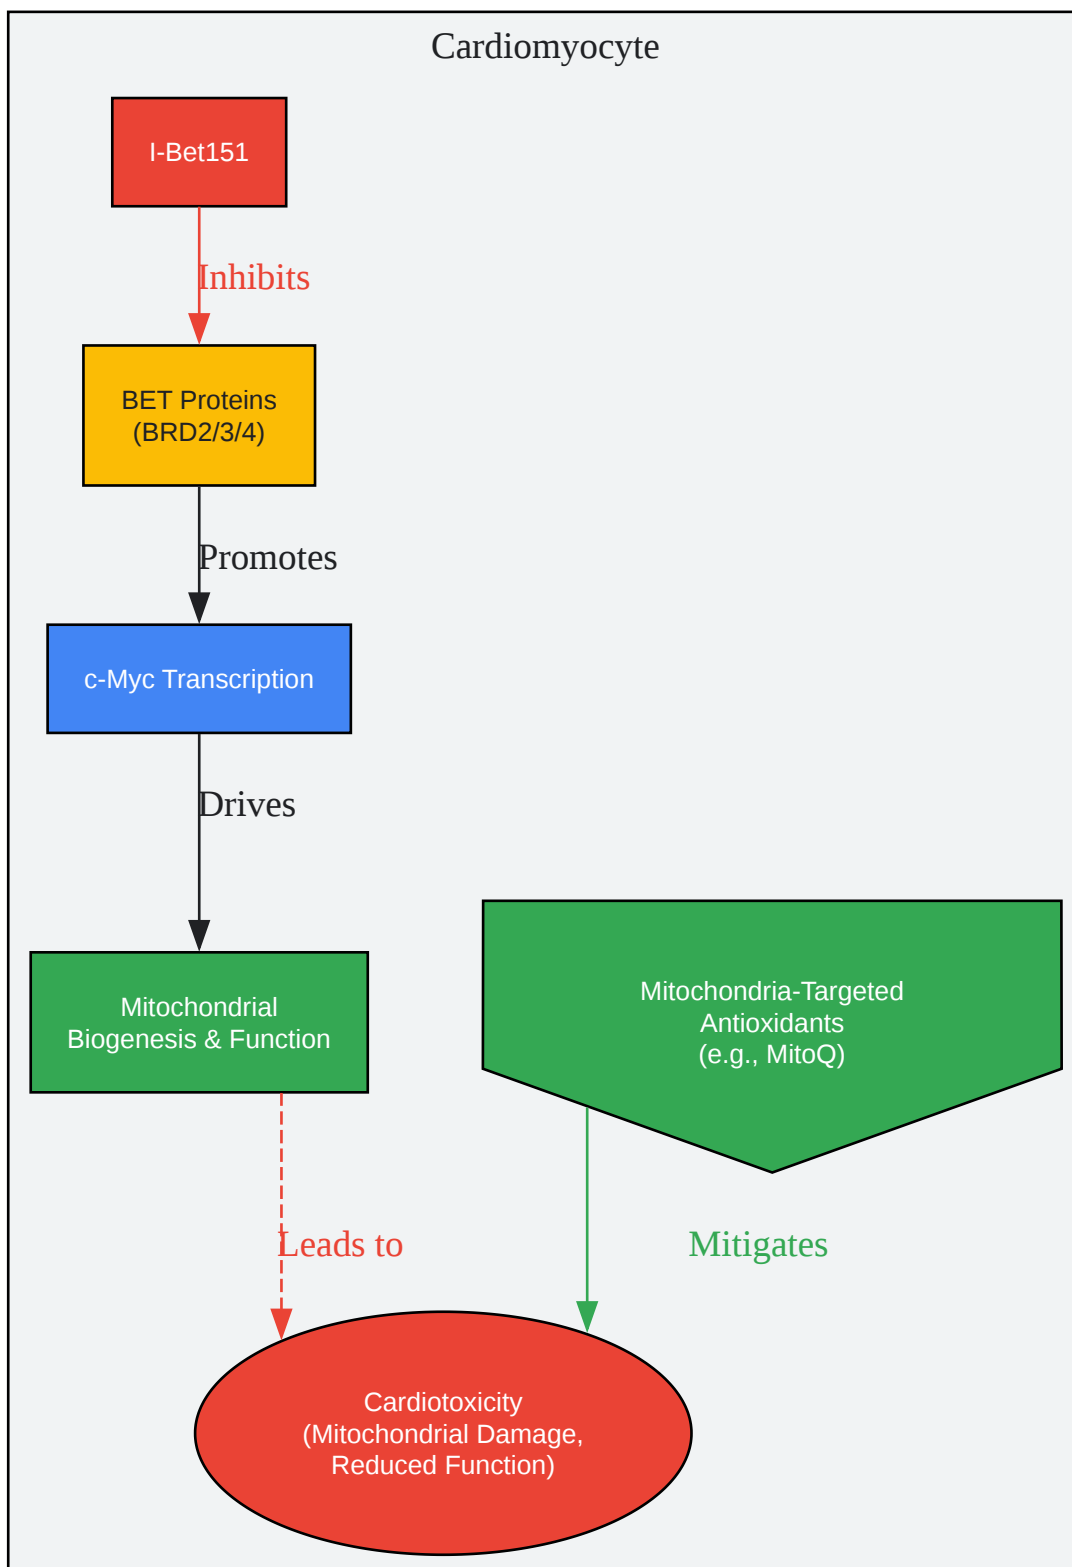 Cardiomyocyte
I-Bet151
Inhibits
BET Proteins
(BRD2/3/4)
Promotes
c-Myc Transcription
Drives
Mitochondrial
Biogenesis & Function
Mitochondria-Targeted
Antioxidants
(e.g., MitoQ)
Leads to
Mitigates
Cardiotoxicity
(Mitochondrial Damage,
Reduced Function)